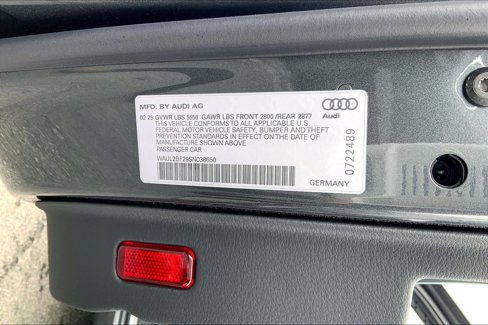 MFD. BY AUDI AG
Audi
02 25 GVWR LBS 5556 GAWR LBS FRONT 2800 /REAR 2877
THIS VEHICLE CONFORMS TO ALL APPLICABLE U.S.
FEDERAL MOTOR VEHICLE SAFETY, BUMPER AND THEFT
PREVENTION STANDARDS IN EFFECT ON THE DATE OF
MANUFACTURE SHOWN ABOVE
PASSENGER CAR
WAUL2BF29SN038650
GERMANY
0722489